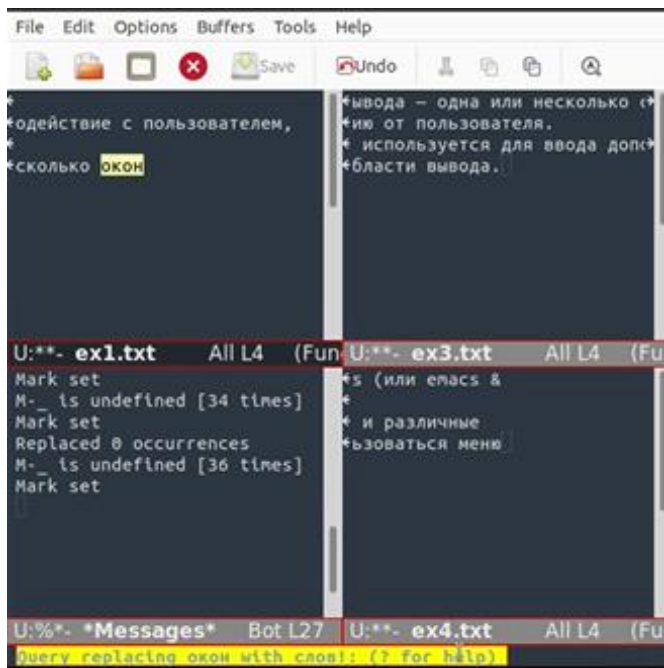 File Edit Options Buffers Tools Help
Save Undo
одействие с пользователем,
сколько окон
U:**- ex1.txt All L4 (Fun
ывода — одна или несколько о
ию от пользователя.
используется для ввода допо
бласти вывода.
U:**- ex3.txt All L4 (Fu
Mark set
M-_ is undefined [34 times]
Mark set
Replaced 0 occurrences
M-_ is undefined [36 times]
Mark set
U:%*- *Messages* Bot L27
s (или emacs &
и различные
ьзоваться меню
U:**- ex4.txt All L4 (Fu
Query replacing окон with слов!: (? for help)